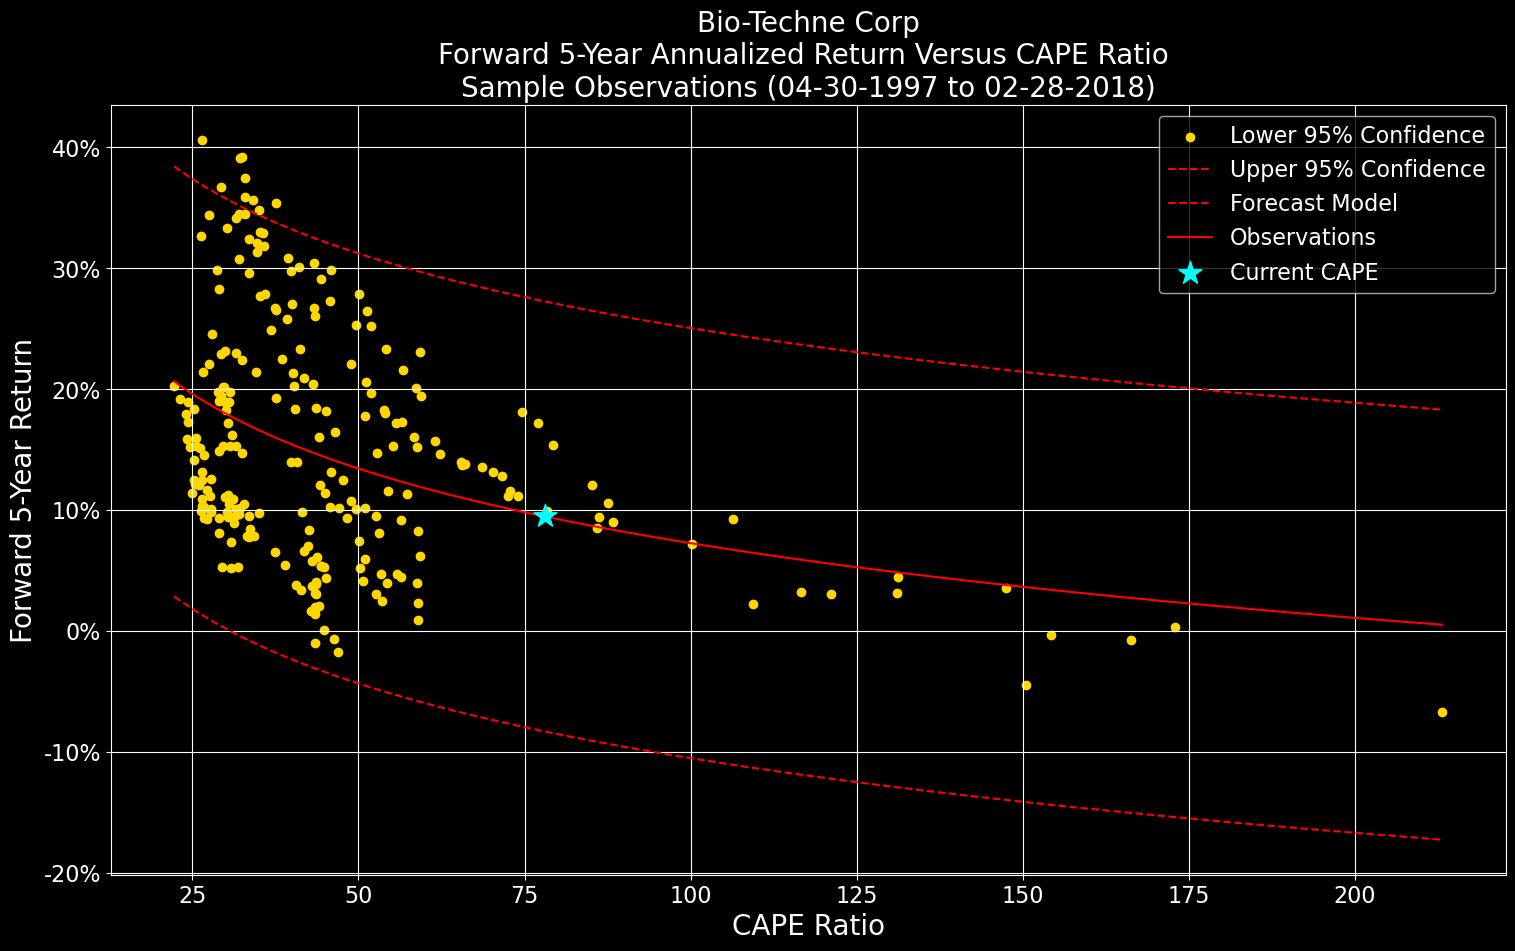 Bio-Techne Corp
Forward 5-Year Annualized Return Versus CAPE Ratio
Sample Observations (04-30-1997 to 02-28-2018)
Lower 95% Confidence
Upper 95% Confidence
Forecast Model
Observations
Current CAPE
Forward 5-Year Return
40%
30%
20%
10%
0%
-10%
-20%
25
50
75
100
125
150
175
200
CAPE Ratio